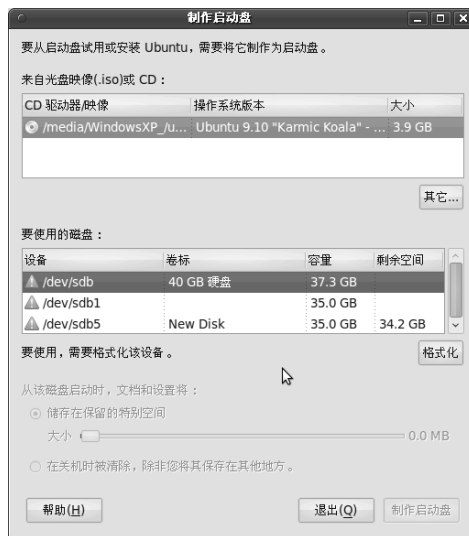 制作启动盘
要从启动盘试用或安装 Ubuntu，需要将它制作为启动盘。
来自光盘映像(.iso)或 CD：
CD 驱动器/映像 操作系统版本 大小
/media/WindowsXP_/u... Ubuntu 9.10 "Karmic Koala" - ... 3.9 GB
其它...
要使用的磁盘：
设备 卷标 容量 剩余空间
/dev/sdb 40 GB 硬盘 37.3 GB
/dev/sdb1 35.0 GB
/dev/sdb5 New Disk 35.0 GB 34.2 GB
要使用，需要格式化该设备。 格式化
从该磁盘启动时，文档和设置将：
储存在保留的特别空间
大小 0.0 MB
在关机时被清除，除非您将其保存在其他地方。
帮助(H) 退出(Q) 制作启动盘